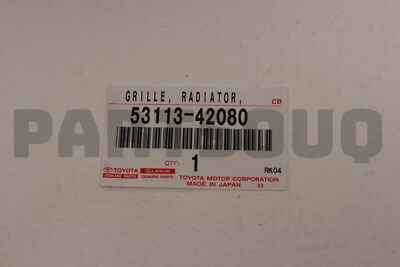 GRILLE, RADIATOR,
CB
53113-42080
PARTSOUQ
QTY: 1
RK04
TOYOTA LEXUS TOYOTA MOTOR CORPORATION
GENUINE PARTS GENUINE PARTS MADE IN JAPAN 23